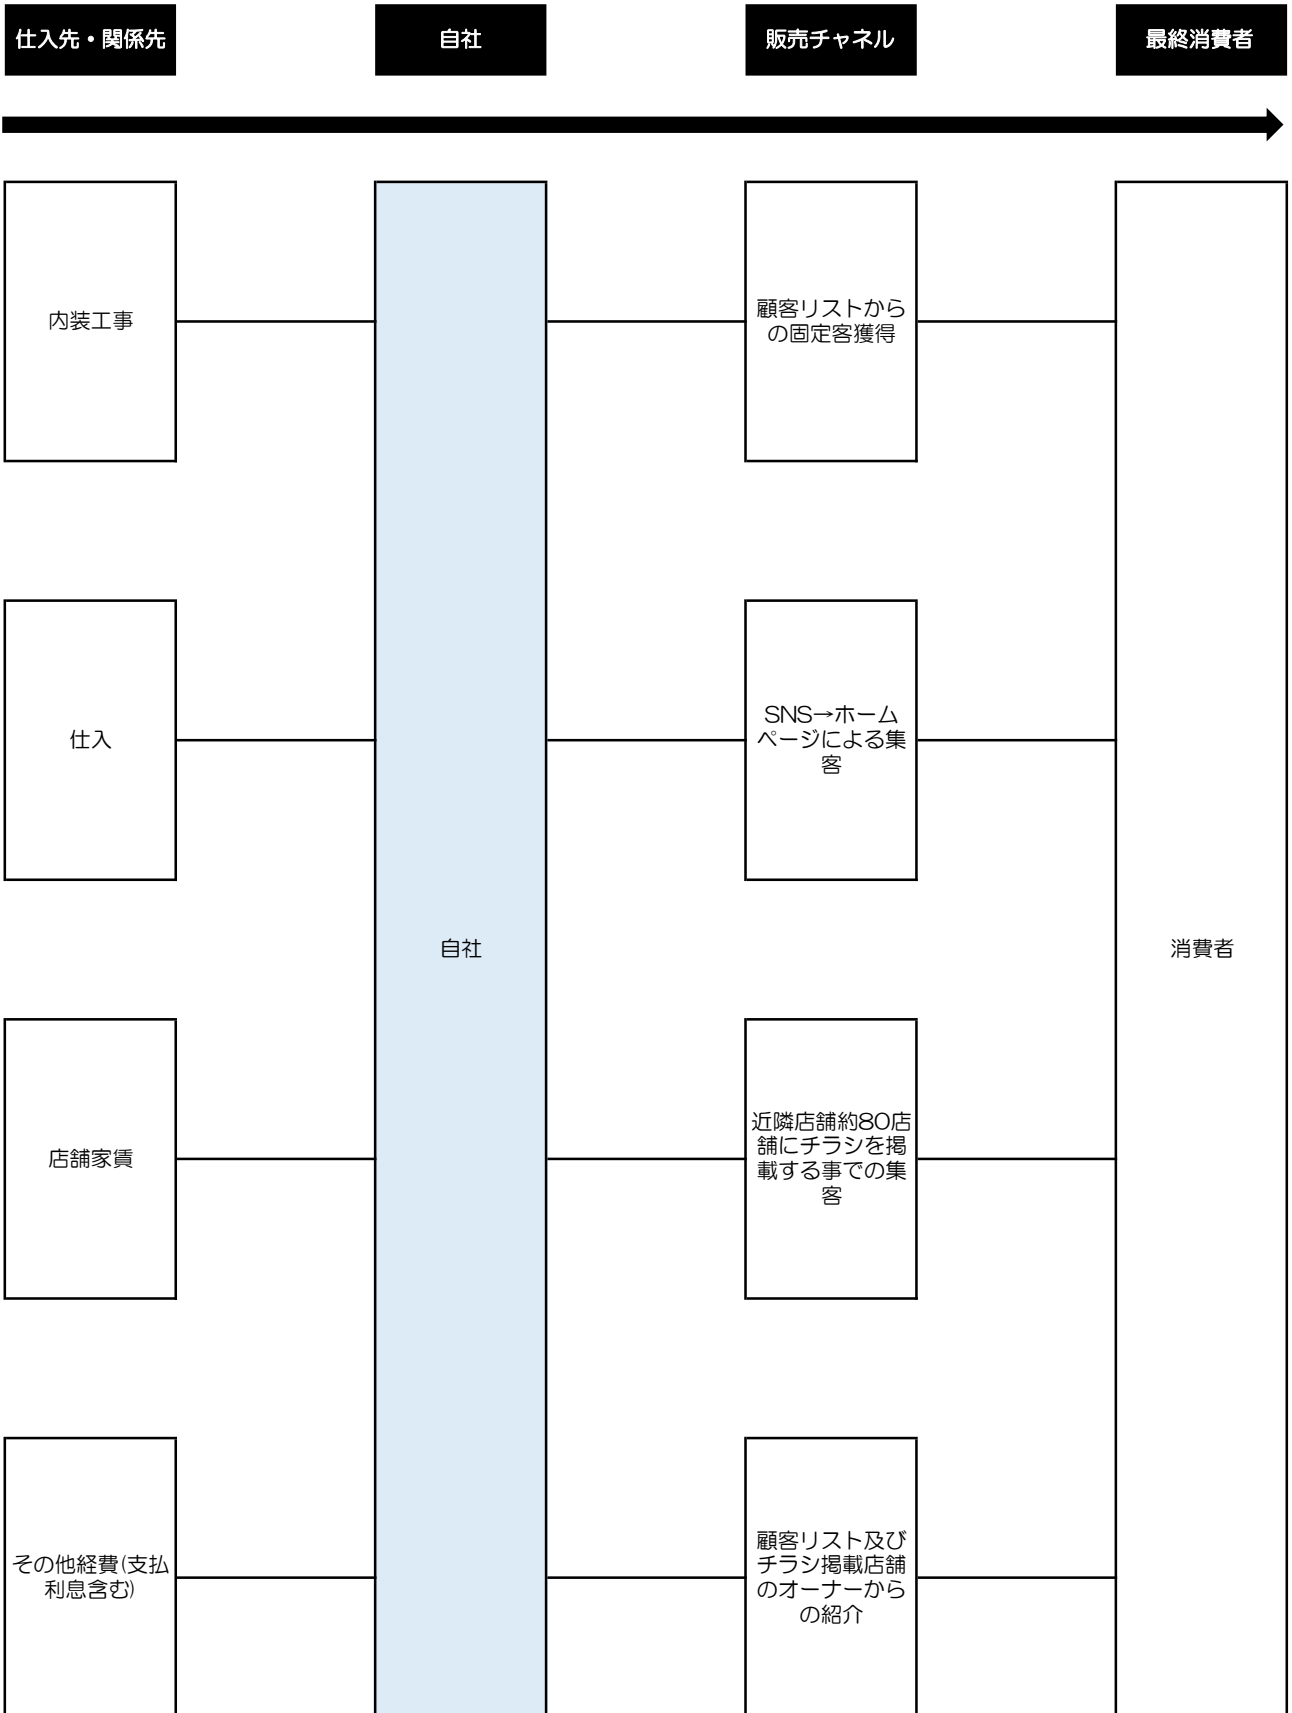 仕入先・関係先
自社
販売チャネル
最終消費者
内装工事
顧客リストから
の固定客獲得
仕入
SNS→ホーム
ページによる集
客
自社
消費者
店舗家賃
近隣店舗約80店
舗にチラシを掲
載する事での集
客
その他経費(支払
利息含む)
顧客リスト及び
チラシ掲載店舗
のオーナーから
の紹介